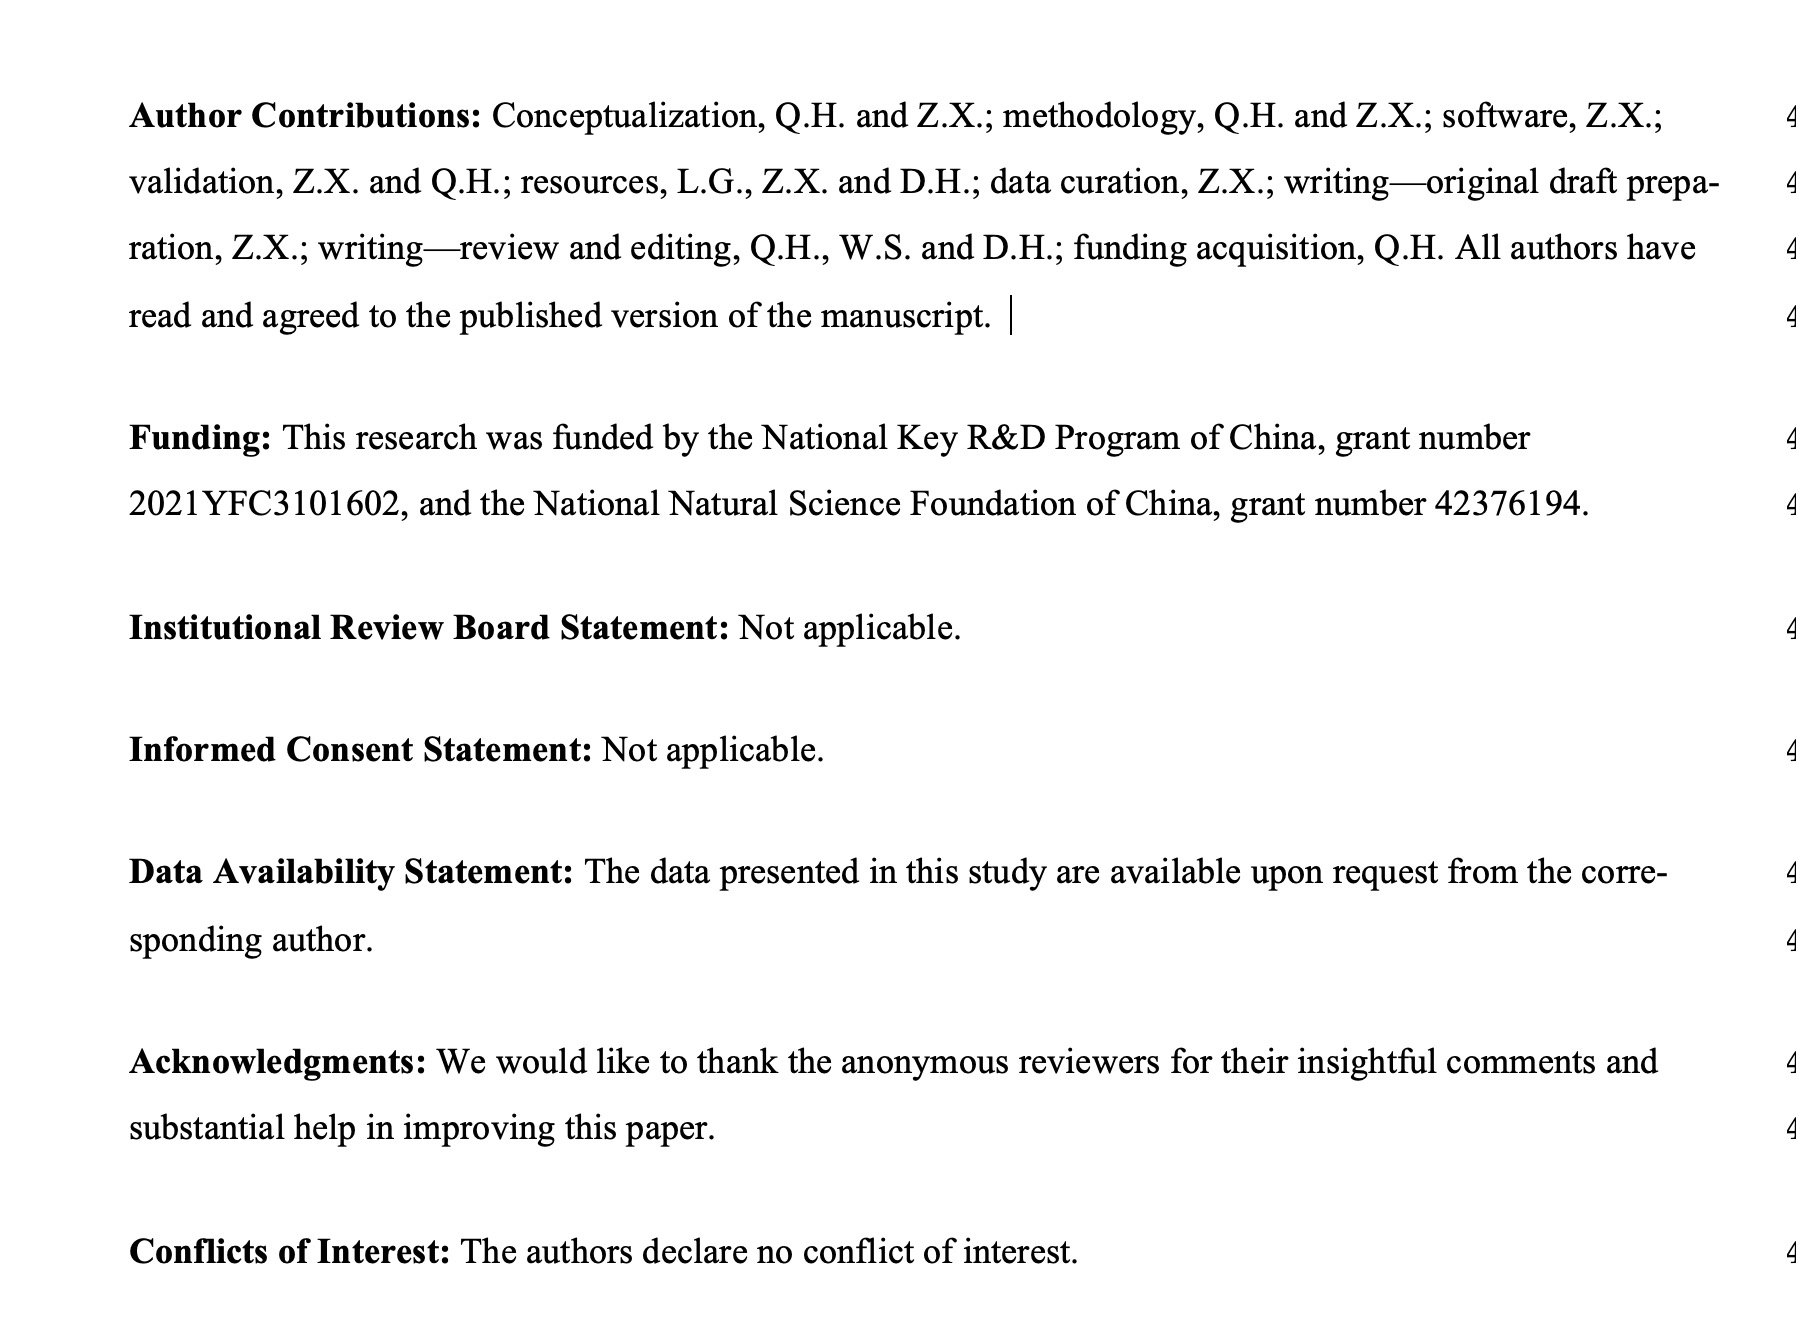 Author Contributions: Conceptualization, Q.H. and Z.X.; methodology, Q.H. and Z.X.; software, Z.X.;
validation, Z.X. and Q.H.; resources, L.G., Z.X. and D.H.; data curation, Z.X.; writing—original draft prepa-
ration, Z.X.; writing—review and editing, Q.H., W.S. and D.H.; funding acquisition, Q.H. All authors have
read and agreed to the published version of the manuscript.
Funding: This research was funded by the National Key R&D Program of China, grant number
2021YFC3101602, and the National Natural Science Foundation of China, grant number 42376194.
Institutional Review Board Statement: Not applicable.
Informed Consent Statement: Not applicable.
Data Availability Statement: The data presented in this study are available upon request from the corre-
sponding author.
Acknowledgments: We would like to thank the anonymous reviewers for their insightful comments and
substantial help in improving this paper.
Conflicts of Interest: The authors declare no conflict of interest.